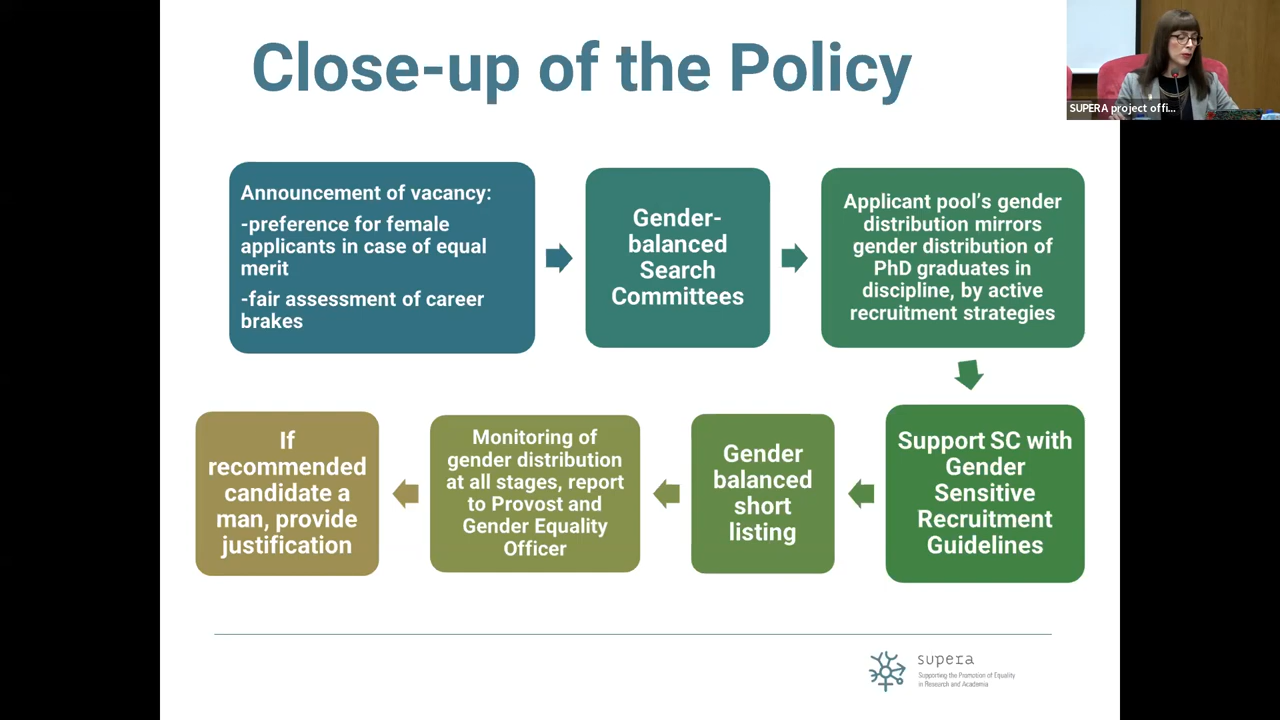 Close-up of the Policy
SUPERA project offi...
Announcement of vacancy:
-preference for female
applicants in case of equal
merit
-fair assessment of career
brakes
Gender-
balanced
Search
Committees
Applicant pool's gender
distribution mirrors
gender distribution of
PhD graduates in
discipline, by active
recruitment strategies
Support SC with
Gender
Sensitive
Recruitment
Guidelines
Gender
balanced
short
listing
Monitoring of
gender distribution
at all stages, report
to Provost and
Gender Equality
Officer
If
recommended
candidate a
man, provide
justification
supera
Supporting the Promotion of Equality
in Research and Academia